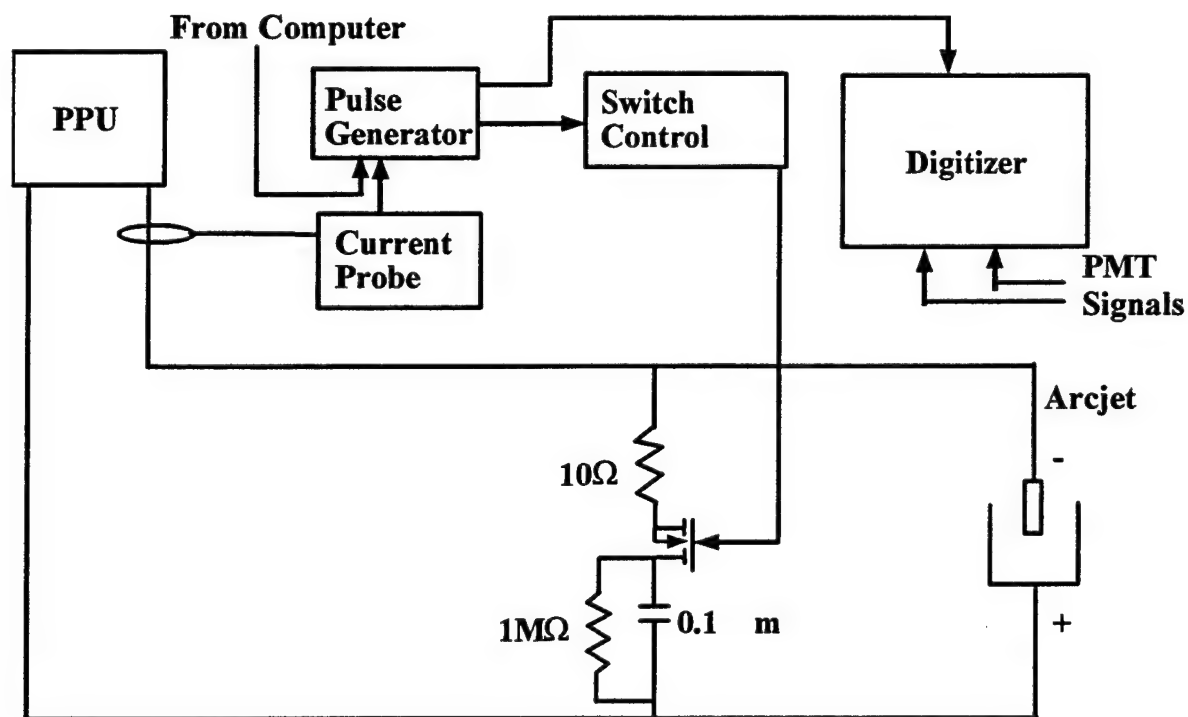 From Computer
PPU
Pulse
Generator
Switch
Control
Digitizer
Current
Probe
PMT
Signals
Arcjet
10Ω
-
1MΩ
0.1 m
+